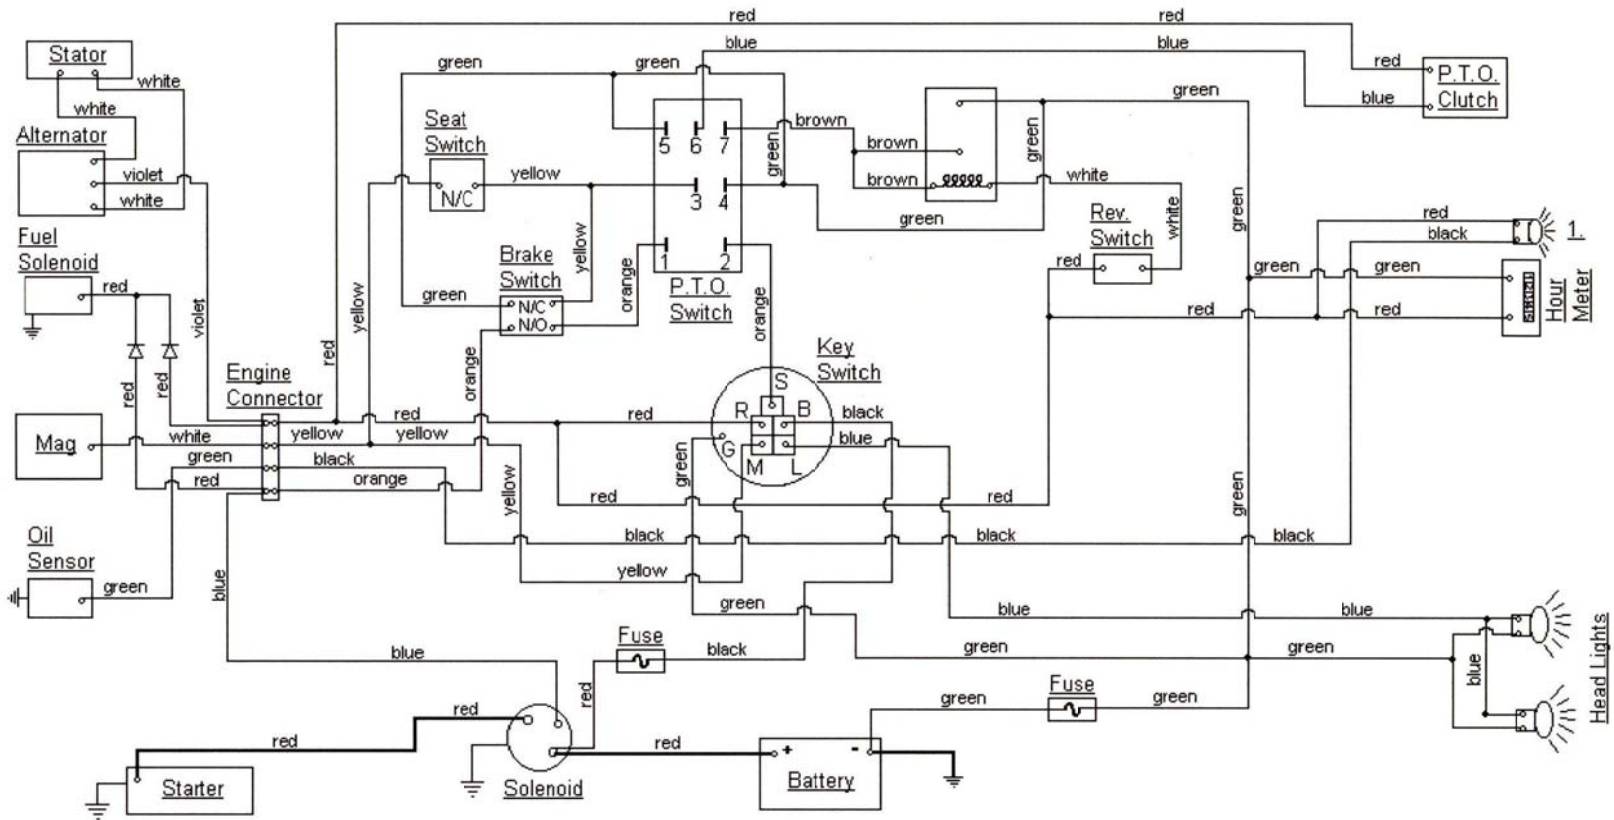 red red
blue blue
Stator
green green
red
P.T.O.
Clutch
white
white
green
blue
Seat
Switch
brown
Alternator
5 6 7
green
brown
green
violet
yellow
N/C
brown
white
white
3 4
green
Rev.
Switch
white
green
red
black
1.
Fuel
Solenoid
Brake
Switch
yellow
orange
1 2
red
green green
red
green
N/C
N/O
P.T.O.
Switch
orange
red red
Hour
Meter
violet
yellow
red
orange
Key
Switch
red
red
Engine
Connector
S
R B
black
red red
blue
G
M L
Mag
white
yellow yellow
green
black
green
red
orange
yellow
red red
green
Oil
Sensor
black black black
green
blue
yellow
green
blue blue
Fuse
black
green green
blue
Head Lights
blue
red
Fuse
green green
red
red
red
+ -
Battery
Starter
Solenoid